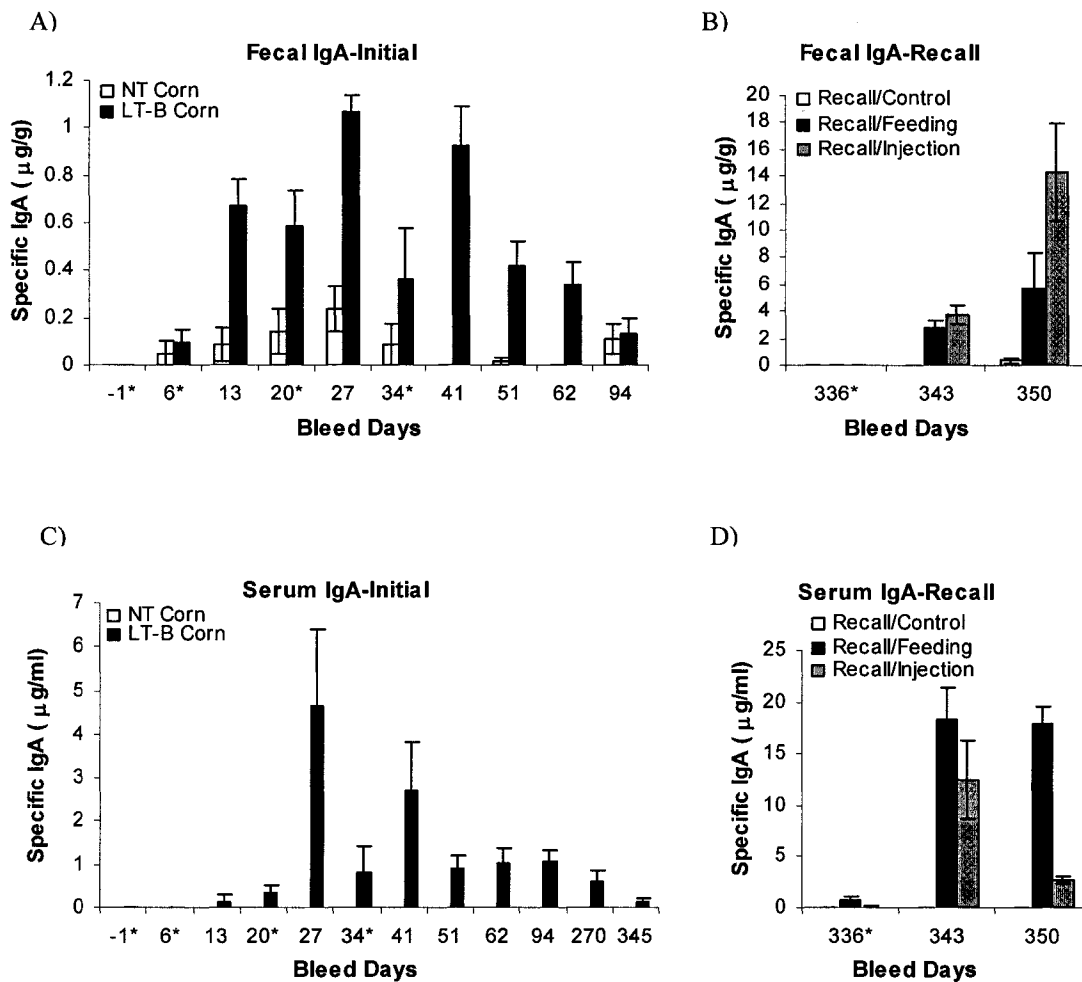 A)
Fecal IgA-Initial
NT Corn
LT-B Corn
Specific IgA ( μg/g)
1.2
1
0.8
0.6
0.4
0.2
0
-1* 6* 13 20* 27 34* 41 51 62 94
Bleed Days
B)
Fecal IgA-Recall
Recall/Control
Recall/Feeding
Recall/Injection
Specific IgA ( μg/g)
20
18
16
14
12
10
8
6
4
2
0
336* 343 350
Bleed Days
C)
Serum IgA-Initial
NT Corn
LT-B Corn
Specific IgA ( μg/ml)
7
6
5
4
3
2
1
0
-1* 6* 13 20* 27 34* 41 51 62 94 270 345
Bleed Days
D)
Serum IgA-Recall
Recall/Control
Recall/Feeding
Recall/Injection
Specific IgA ( μg/ml)
25
20
15
10
5
0
336* 343 350
Bleed Days